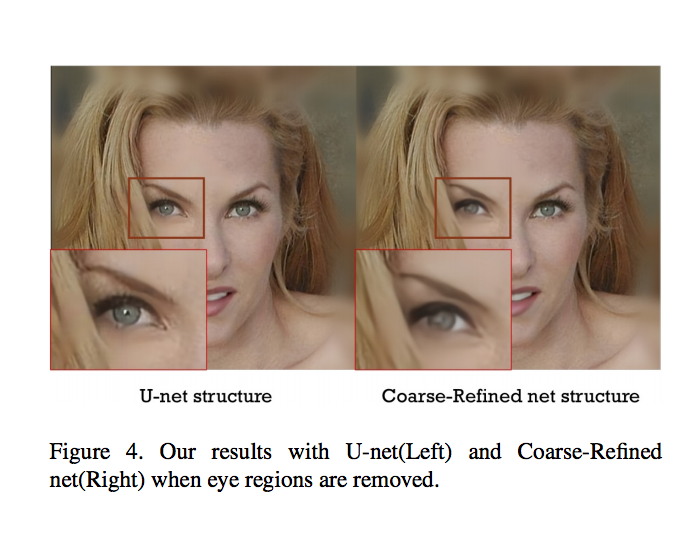 U-net structure
Coarse-Refined net structure
Figure 4. Our results with U-net(Left) and Coarse-Refined
net(Right) when eye regions are removed.